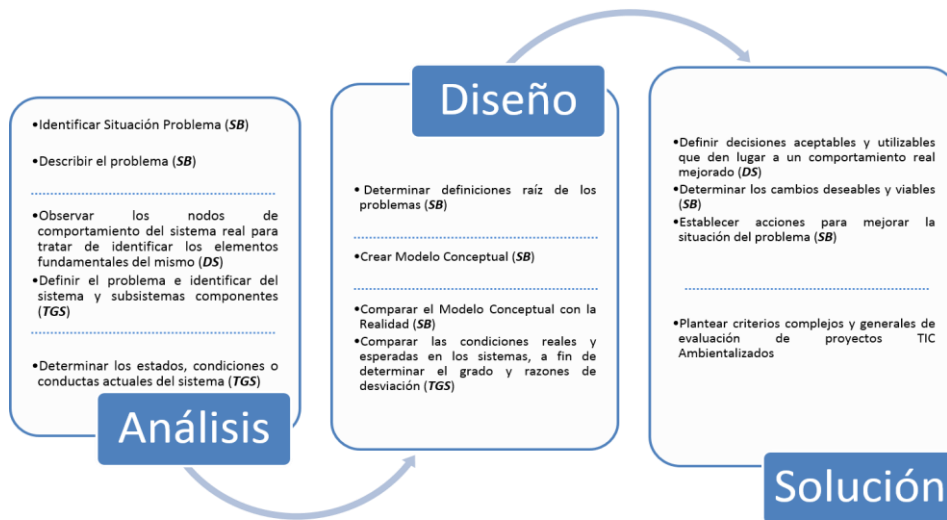 •Identificar Situación Problema (SB)
•Describir el problema (SB)
•Observar los nodos de
comportamiento del sistema real para
tratar de identificar los elementos
fundamentales del mismo (DS)
•Definir el problema e identificar del
sistema y subsistemas componentes
(TGS)
•Determinar los estados, condiciones o
conductas actuales del sistema (TGS)
Análisis
Diseño
• Determinar definiciones raíz de los
problemas (SB)
•Crear Modelo Conceptual (SB)
•Comparar el Modelo Conceptual con la
Realidad (SB)
•Comparar las condiciones reales y
esperadas en los sistemas, a fin de
determinar el grado y razones de
desviación (TGS)
•Definir decisiones aceptables y utilizables
que den lugar a un comportamiento real
mejorado (DS)
•Determinar los cambios deseables y viables
(SB)
•Establecer acciones para mejorar la
situación del problema (SB)
•Plantear criterios complejos y generales de
evaluación de proyectos TIC
Ambientalizados
Solución